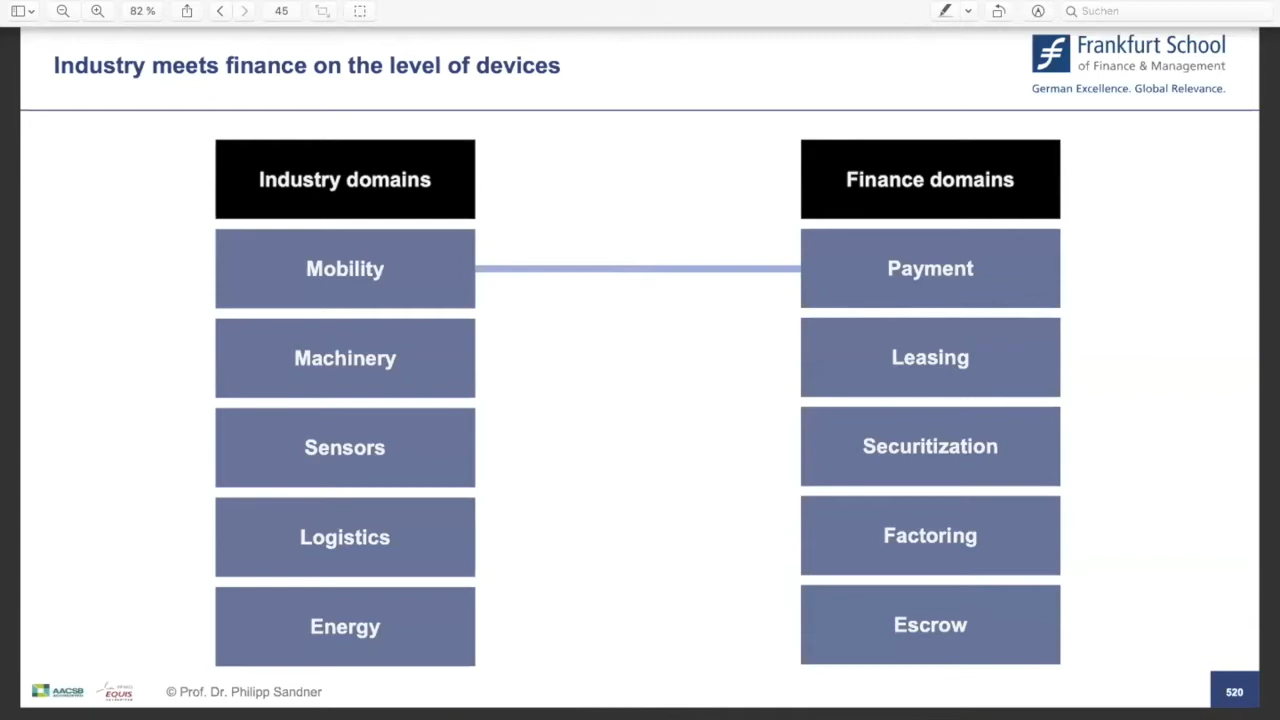 82 %
45
Suchen
Industry meets finance on the level of devices
Frankfurt School
of Finance & Management
German Excellence. Global Relevance.
Industry domains
Finance domains
Mobility
Payment
Machinery
Leasing
Sensors
Securitization
Logistics
Factoring
Energy
Escrow
AACSB
EQUIS
© Prof. Dr. Philipp Sandner
520